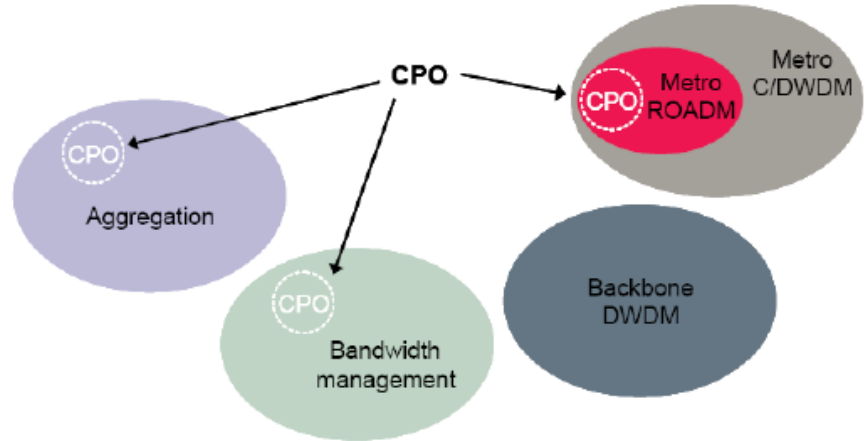 CPO
Metro
C/DWDM
CPO
Metro
ROADM
CPO
Aggregation
CPO
Bandwidth
management
Backbone
DWDM